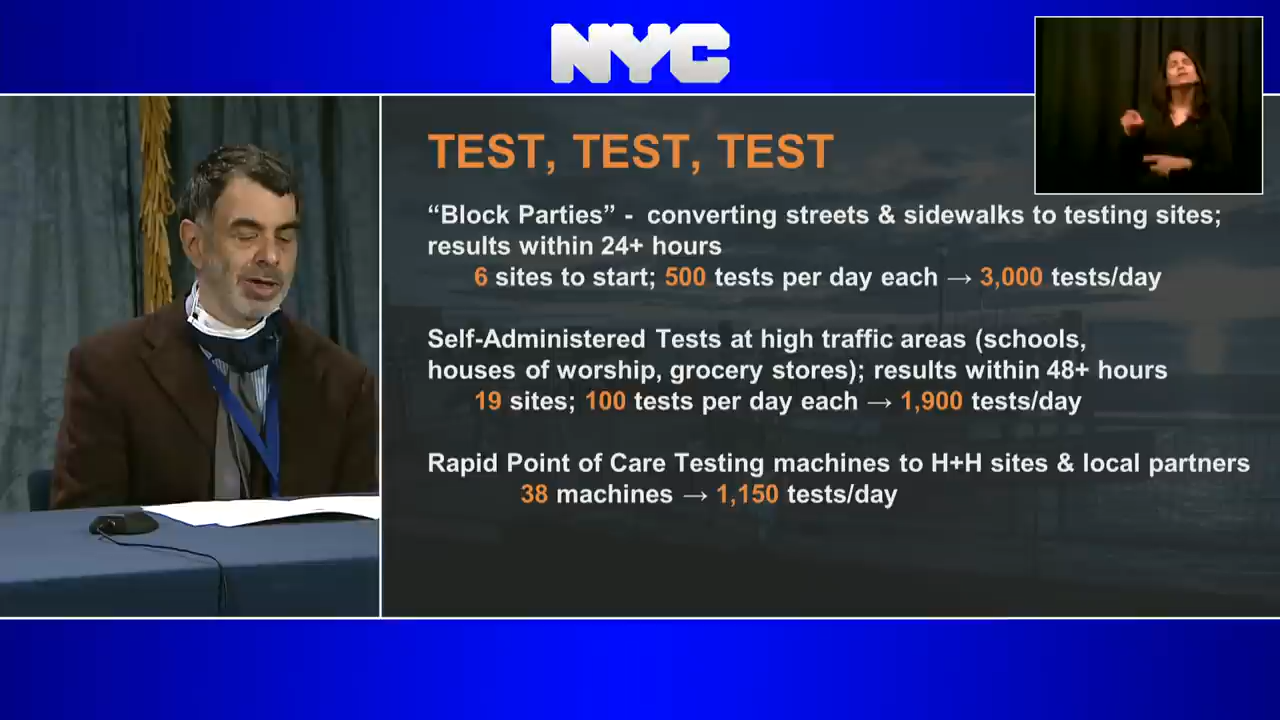 NYC
TEST, TEST, TEST
“Block Parties” - converting streets & sidewalks to testing sites;
results within 24+ hours
6 sites to start; 500 tests per day each → 3,000 tests/day
Self-Administered Tests at high traffic areas (schools,
houses of worship, grocery stores); results within 48+ hours
19 sites; 100 tests per day each → 1,900 tests/day
Rapid Point of Care Testing machines to H+H sites & local partners
38 machines → 1,150 tests/day